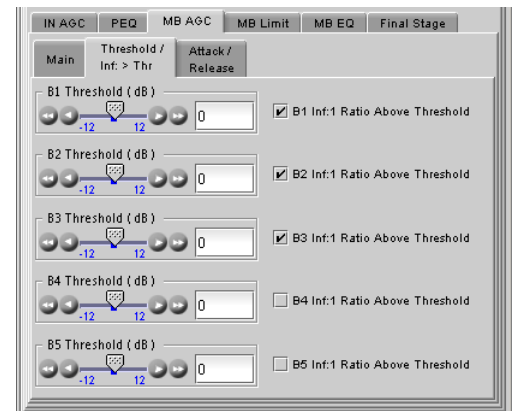 IN AGC PEQ MB AGC MB Limit MB EQ Final Stage
Main Threshold / Inf: > Thr Attack / Release
B1 Threshold ( dB )
-12 12 0 B1 Inf:1 Ratio Above Threshold
B2 Threshold ( dB )
-12 12 0 B2 Inf:1 Ratio Above Threshold
B3 Threshold ( dB )
-12 12 0 B3 Inf:1 Ratio Above Threshold
B4 Threshold ( dB )
-12 12 0 B4 Inf:1 Ratio Above Threshold
B5 Threshold ( dB )
-12 12 0 B5 Inf:1 Ratio Above Threshold